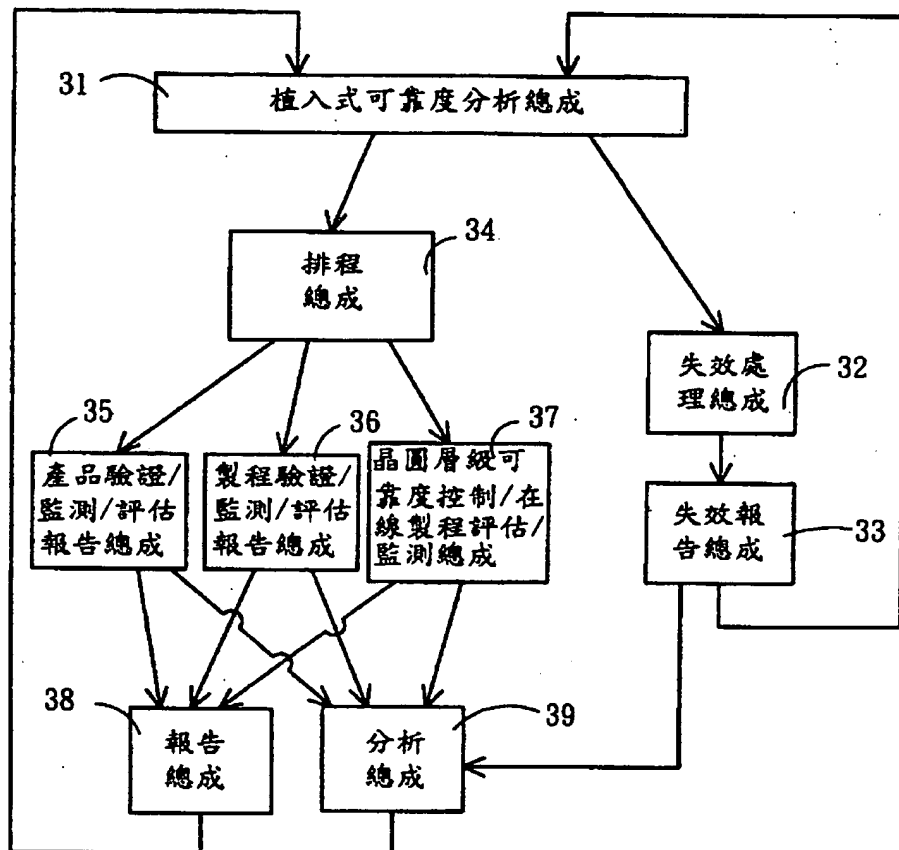 31
植入式可靠度分析總成
34
排程
總成
失效處
理總成
32
35
產品驗證/
監測/評估
報告總成
36
製程驗證/
監測/評估
報告總成
37
晶圓層級可
靠度控制/在
線製程評估/
監測總成
失效報
告總成
33
38
報告
總成
39
分析
總成